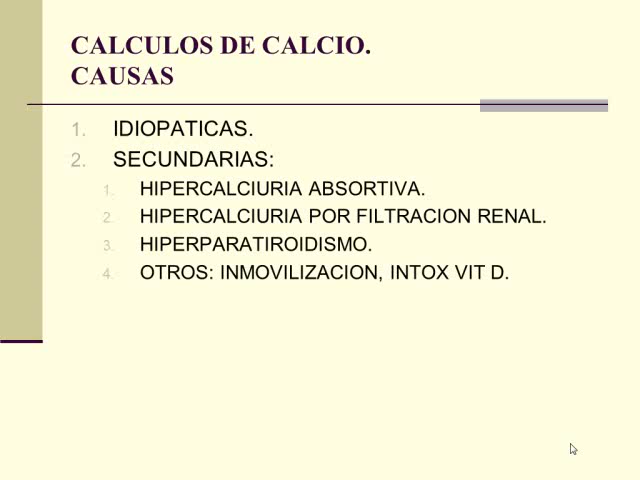 CALCULOS DE CALCIO.
CAUSAS
1. IDIOPATICAS.
2. SECUNDARIAS:
1. HIPERCALCIURIA ABSORTIVA.
2. HIPERCALCIURIA POR FILTRACION RENAL.
3. HIPERPARATIROIDISMO.
4. OTROS: INMOVILIZACION, INTOX VIT D.